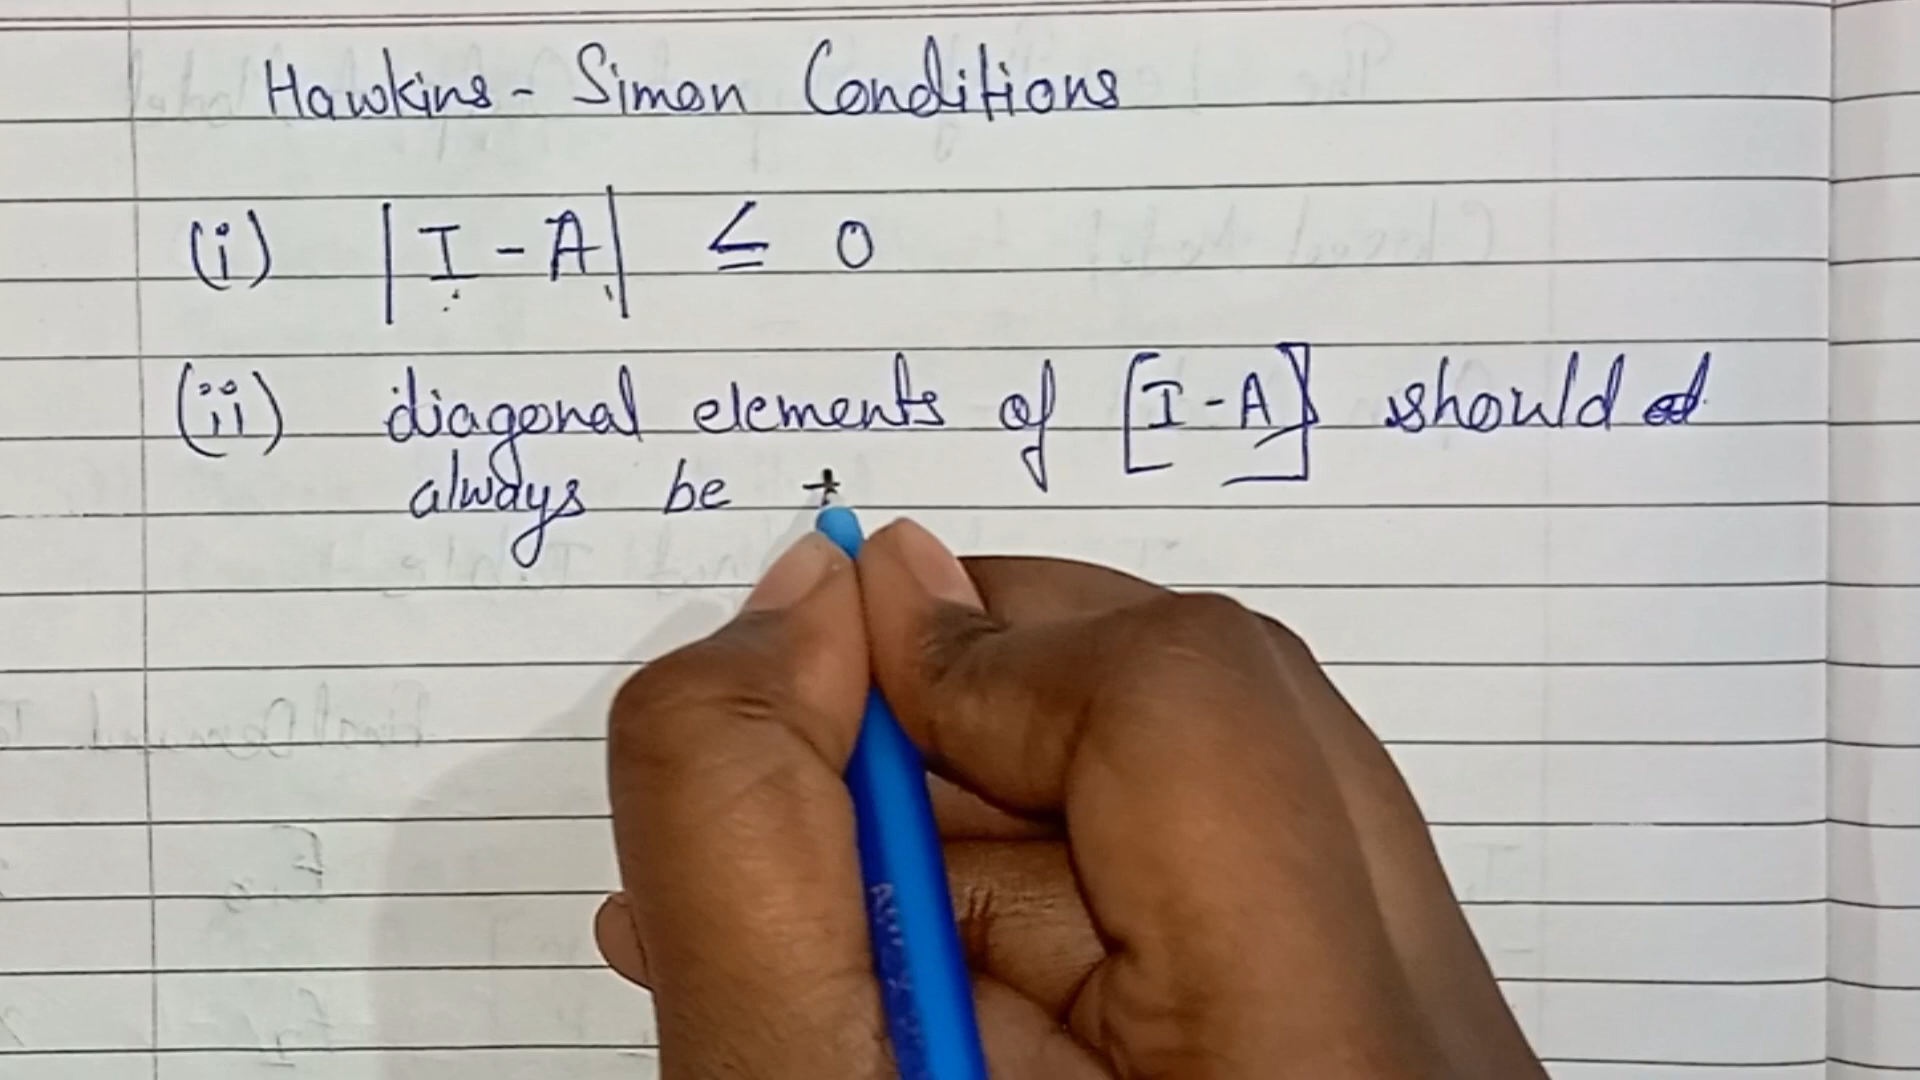 Hawkins - Simon Conditions
(i) |I - A| ≤ 0
(ii) diagonal elements of [I - A] should
always be +